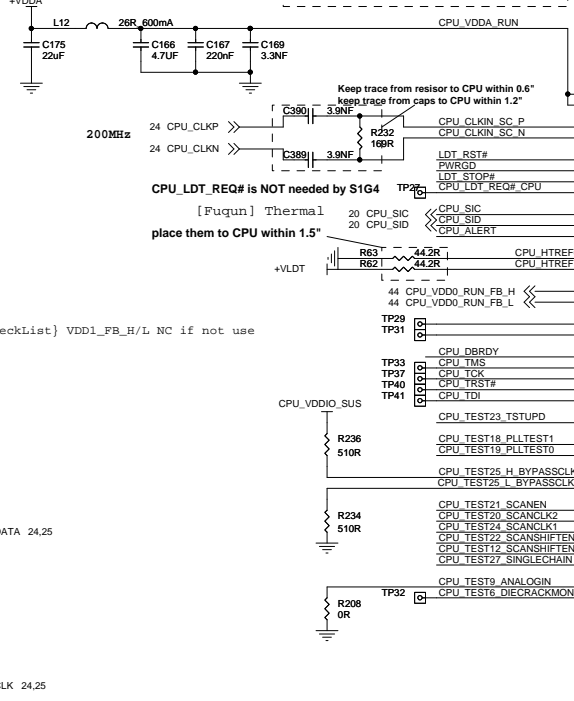 +VDDA
L12
26R_600mA
CPU_VDDA_RUN
C175
22uF
C166
4.7UF
C167
220nF
C169
3.3NF
Keep trace from resisor to CPU within 0.6"
keep trace from caps to CPU within 1.2"
C390
3.9NF
200MHz
24 CPU_CLKP
R232
169R
CPU_CLKIN_SC_P
CPU_CLKIN_SC_N
24 CPU_CLKN
C389
3.9NF
LDT_RST#
PWRGD
LDT_STOP#
CPU_LDT_REQ# is NOT needed by S1G4
TP27
CPU_LDT_REQ#_CPU
[Fuqun] Thermal
20 CPU_SIC
20 CPU_SID
CPU_SIC
CPU_SID
CPU_ALERT
place them to CPU within 1.5"
R63
44.2R
CPU_HTREF
R62
44.2R
CPU_HTREF
+VLDT
44 CPU_VDD0_RUN_FB_H
44 CPU_VDD0_RUN_FB_L
TP29
TP31
eckList} VDD1_FB_H/L NC if not use
CPU_DBRDY
TP33
CPU_TMS
TP37
CPU_TCK
TP40
CPU_TRST#
TP41
CPU_TDI
CPU_VDDIO_SUS
CPU_TEST23_TSTUPD
R236
510R
CPU_TEST18_PLLTEST1
CPU_TEST19_PLLTEST0
CPU_TEST25_H_BYPASSCLK
CPU_TEST25_L_BYPASSCLK
R234
510R
CPU_TEST21_SCANEN
CPU_TEST20_SCANCLK2
CPU_TEST24_SCANCLK1
CPU_TEST22_SCANSHIFTEN
CPU_TEST12_SCANSHIFTEN
CPU_TEST27_SINGLECHAIN
ATA 24,25
CPU_TEST9_ANALOGIN
TP32
CPU_TEST6_DIECRACKMON
R208
0R
LK 24,25